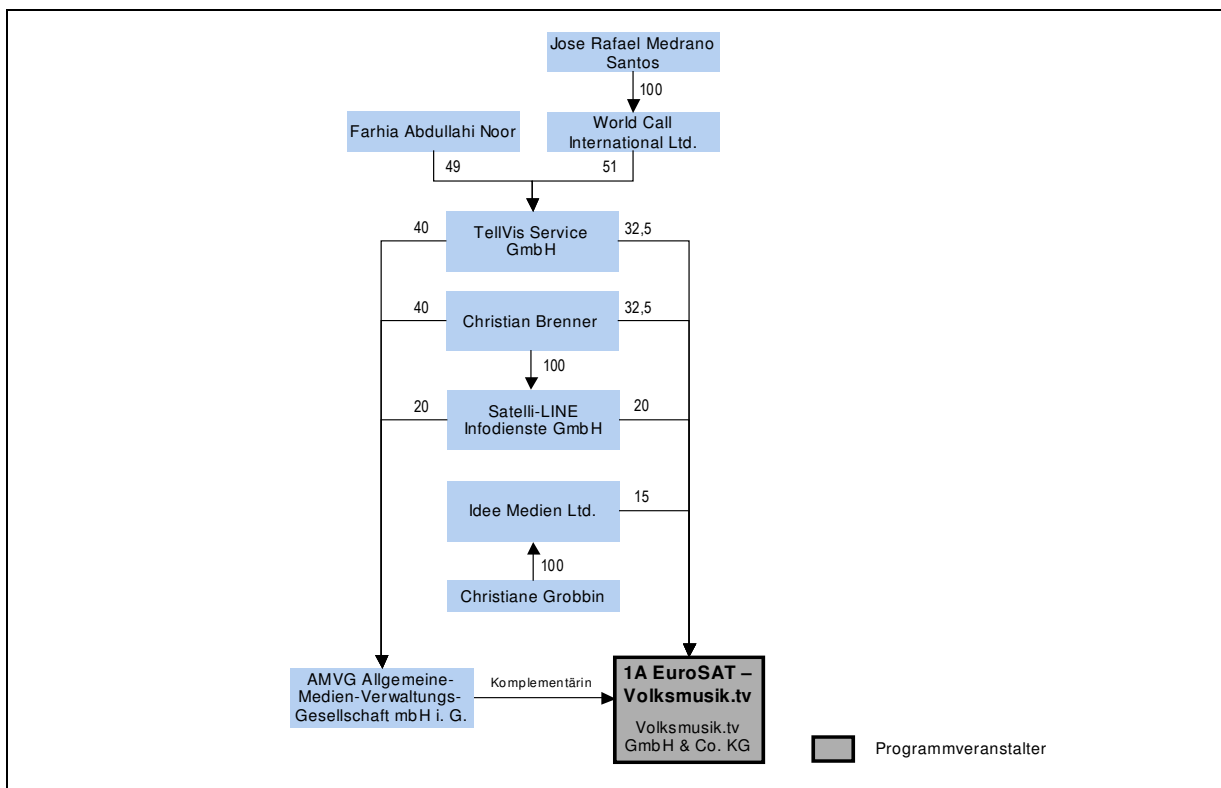 Jose Rafael Medrano
Santos
100
Farhia Abdullahi Noor
World Call
International Ltd.
49
51
40
TellVis Service
GmbH
32,5
40
Christian Brenner
32,5
100
20
Satelli-LINE
Infodienste GmbH
20
Idee Medien Ltd.
15
100
Christiane Grobbin
AMVG Allgemeine-
Medien-Verwaltungs-
Gesellschaft mbH i. G.
Komplementärin
1A EuroSAT –
Volksmusik.tv
Volksmusik.tv
GmbH & Co. KG
Programmveranstalter